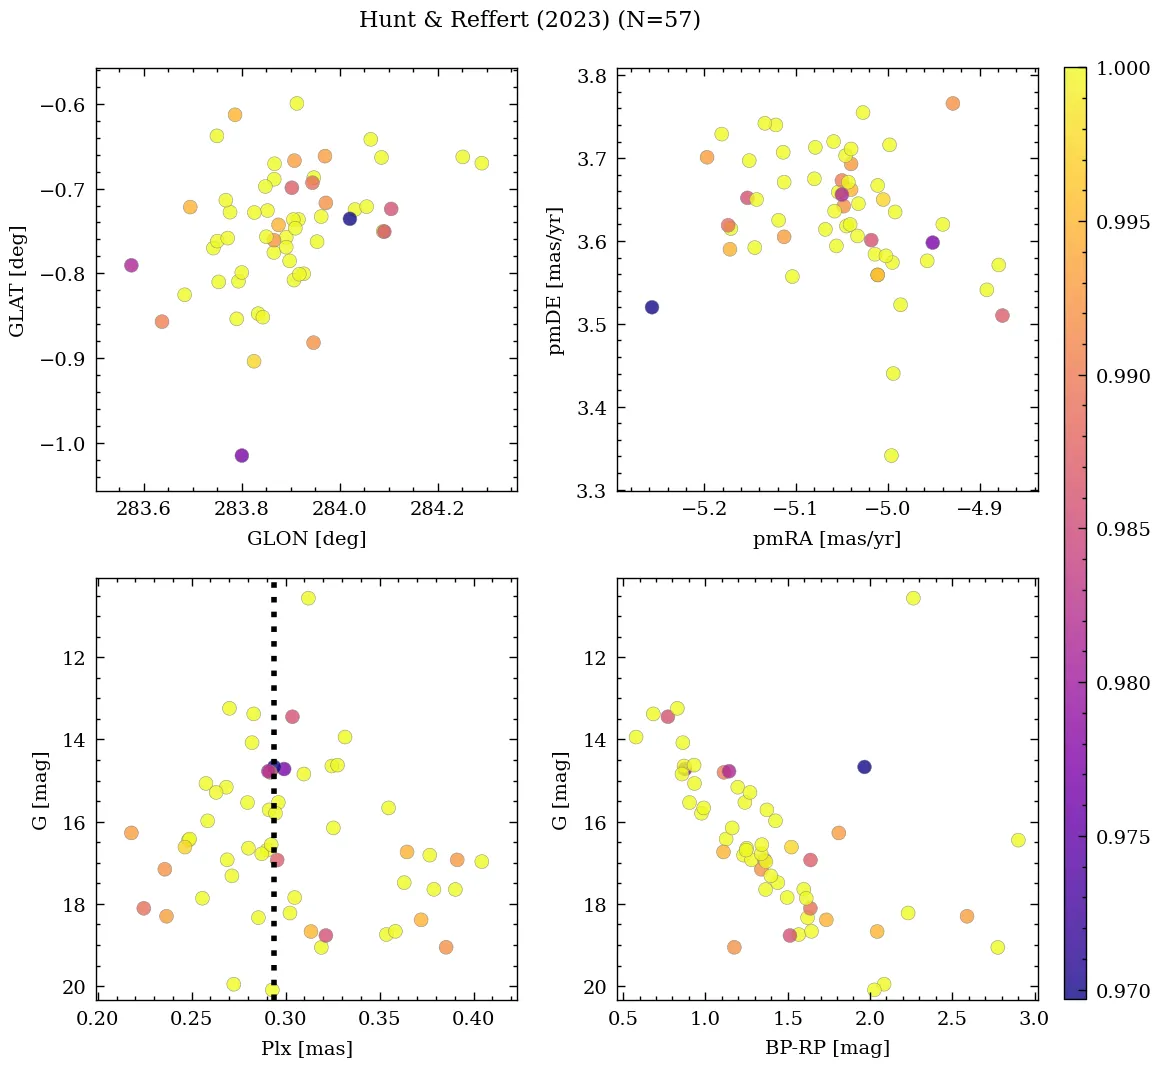 Hunt & Reffert (2023) (N=57)
−0.6
−0.7
−0.8
−0.9
−1.0
GLAT [deg]
283.6 283.8 284.0 284.2
GLON [deg]
3.8
3.7
3.6
3.5
3.4
3.3
pmDE [mas/yr]
−5.2 −5.1 −5.0 −4.9
pmRA [mas/yr]
12
14
16
18
20
G [mag]
0.20 0.25 0.30 0.35 0.40
Plx [mas]
12
14
16
18
20
G [mag]
0.5 1.0 1.5 2.0 2.5 3.0
BP-RP [mag]
1.000
0.995
0.990
0.985
0.980
0.975
0.970